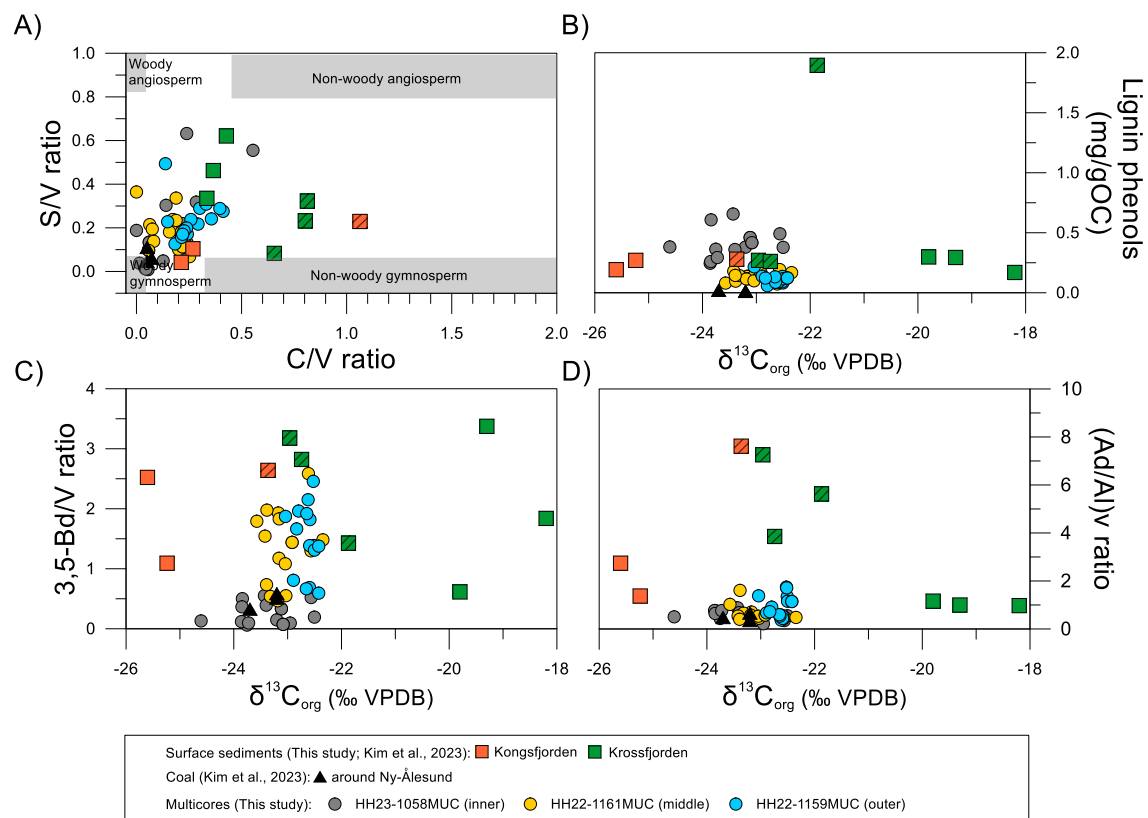 A)
B)
1.0
0.8
0.6
0.4
0.2
0.0
S/V ratio
Woody
angiosperm
Non-woody angiosperm
Woody
gymnosperm
Non-woody gymnosperm
0.0 0.5 1.0 1.5 2.0
C/V ratio
2.0
1.5
1.0
0.5
0.0
Lignin phenols
(mg/gOC)
-26 -24 -22 -20 -18
δ¹³Corg (‰ VPDB)
C)
D)
4
3
2
1
0
3,5-Bd/V ratio
-26 -24 -22 -20 -18
δ¹³Corg (‰ VPDB)
10
8
6
4
2
0
(Ad/Al)v ratio
-26 -24 -22 -20 -18
δ¹³Corg (‰ VPDB)
Surface sediments (This study; Kim et al., 2023): Kongsfjorden Krossfjorden
Coal (Kim et al., 2023): around Ny-Ålesund
Multicores (This study): HH23-1058MUC (inner) HH22-1161MUC (middle) HH22-1159MUC (outer)